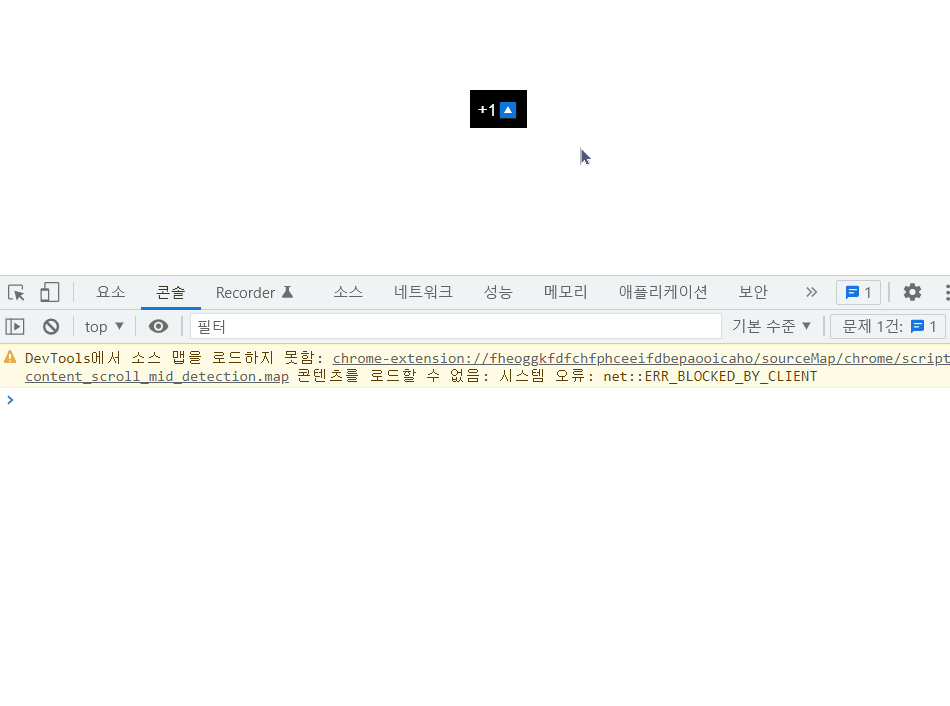 +1🔼
요소 콘솔 Recorder 소스 네트워크 성능 메모리 애플리케이션 보안 » 1
top ▼ 필터 기본 수준 ▼ 문제 1건: 1
DevTools에서 소스 맵을 로드하지 못함: chrome-extension://fheoggkfdfchfphceeifdbepaooicaho/sourceMap/chrome/script
content_scroll_mid_detection.map 콘텐츠를 로드할 수 없음: 시스템 오류: net::ERR_BLOCKED_BY_CLIENT
>